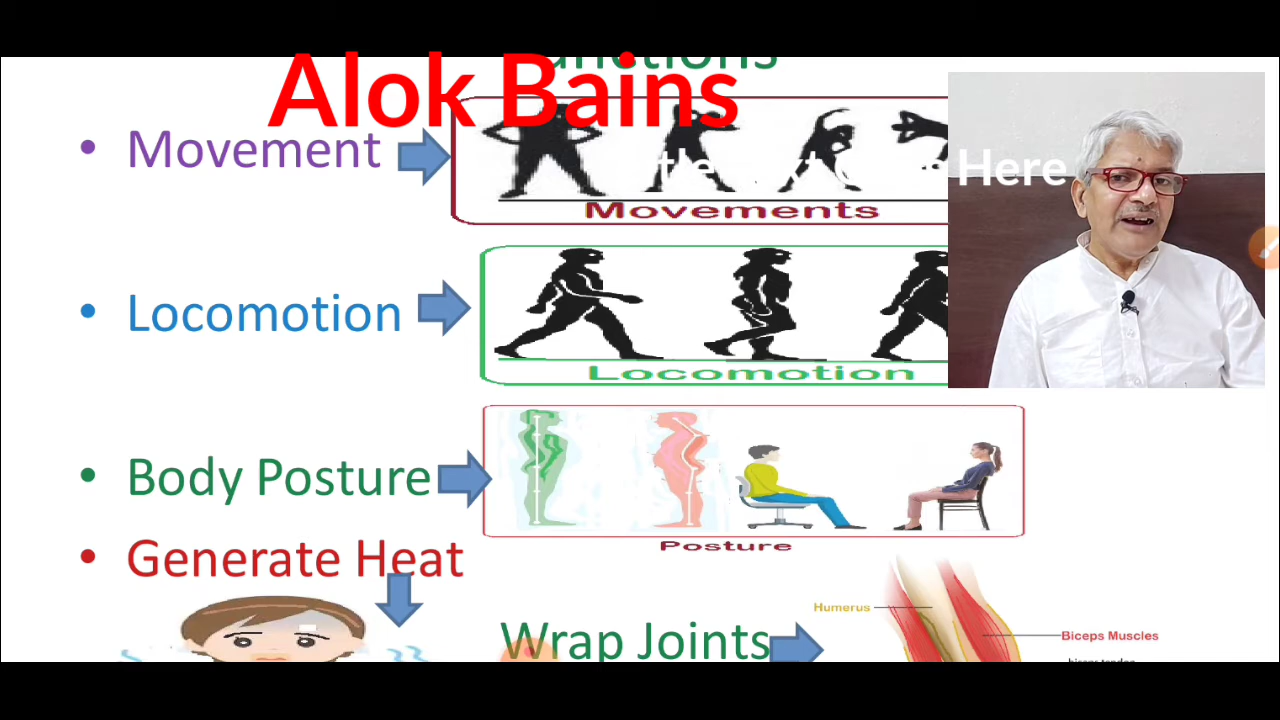 Alok Bains
Movement
Here
Movements
Locomotion
Locomotion
Body Posture
Posture
Generate Heat
Humerus
Wrap Joints
Biceps Muscles